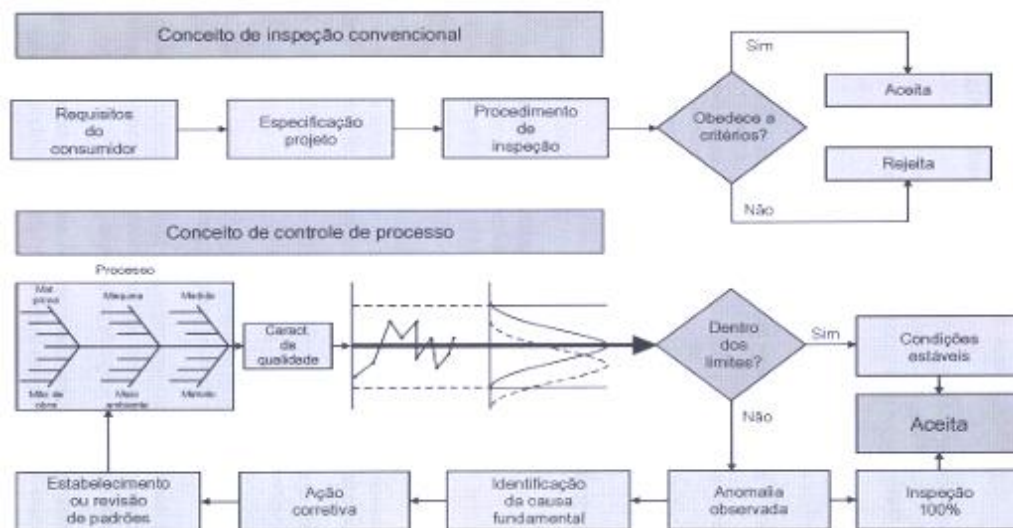 Conceito de inspeção convencional
Requisitos
do
consumidor
Especificação
projeto
Procedimento
de
inspeção
Obedece a
critérios?
Sim
Não
Aceita
Rejeita
Conceito de controle de processo
Processo
Mat.
prima
Maquina
Medida
Mão de
obra
Meio
ambiente
Método
Caract.
da
qualidade
Dentro
dos
limites?
Sim
Não
Condições
estáveis
Aceita
Estabelecimento
ou revisão
de padrões
Ação
corretiva
Identificação
da causa
fundamental
Anomalia
observada
Inspeção
100%